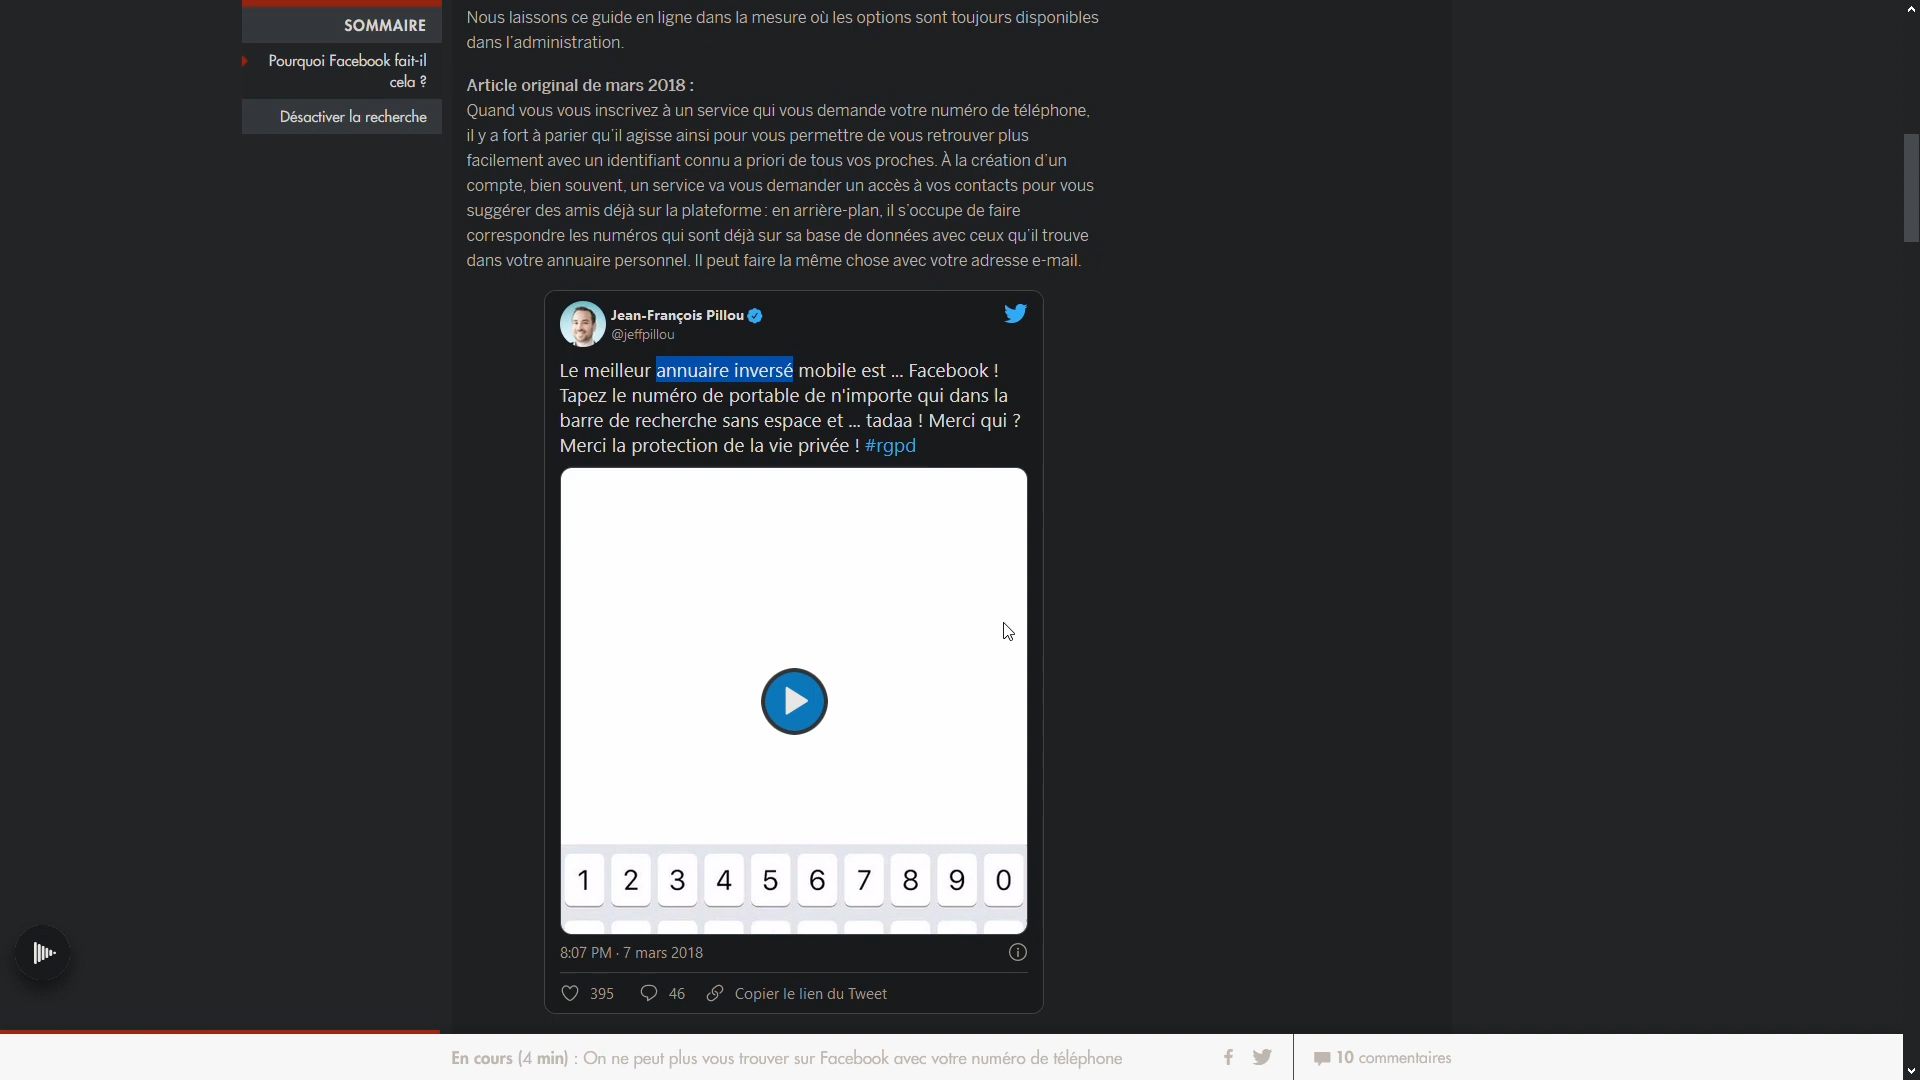 SOMMAIRE
Pourquoi Facebook fait-il
cela ?
Désactiver la recherche
Nous laissons ce guide en ligne dans la mesure où les options sont toujours disponibles
dans l'administration.
Article original de mars 2018 :
Quand vous vous inscrivez à un service qui vous demande votre numéro de téléphone,
il y a fort à parier qu'il agisse ainsi pour vous permettre de vous retrouver plus
facilement avec un identifiant connu a priori de tous vos proches. À la création d'un
compte, bien souvent, un service va vous demander un accès à vos contacts pour vous
suggérer des amis déjà sur la plateforme : en arrière-plan, il s'occupe de faire
correspondre les numéros qui sont déjà sur sa base de données avec ceux qu'il trouve
dans votre annuaire personnel. Il peut faire la même chose avec votre adresse e-mail.
Jean-François Pillou
@jeffpillou
Le meilleur annuaire inversé mobile est ... Facebook !
Tapez le numéro de portable de n'importe qui dans la
barre de recherche sans espace et ... tadaa ! Merci qui ?
Merci la protection de la vie privée ! #rgpd
1 2 3 4 5 6 7 8 9 0
8:07 PM · 7 mars 2018
395 46 Copier le lien du Tweet
En cours (4 min) : On ne peut plus vous trouver sur Facebook avec votre numéro de téléphone
10 commentaires